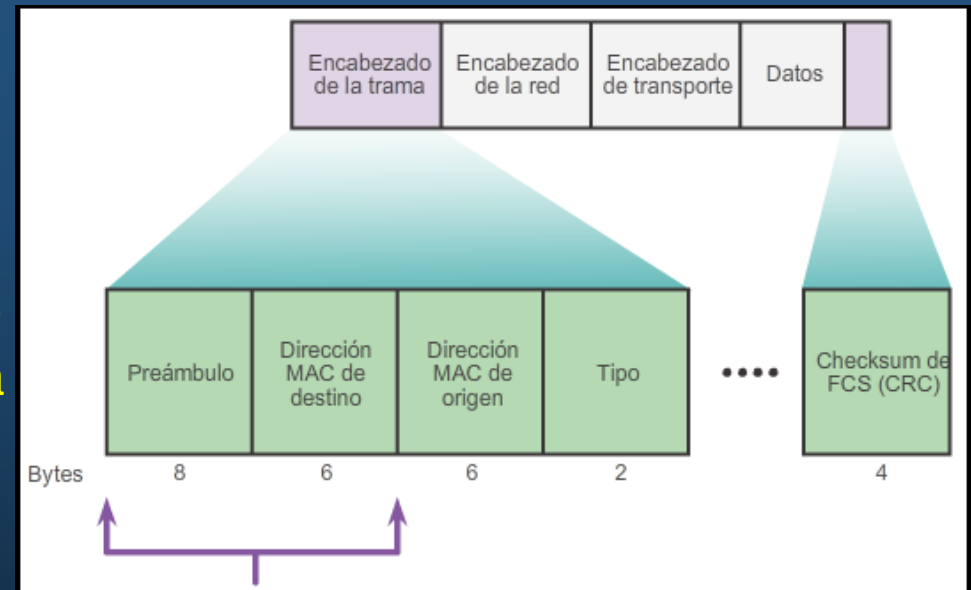 Encabezado
de la trama
Encabezado
de la red
Encabezado
de transporte
Datos
Preámbulo
Dirección
MAC de
destino
Dirección
MAC de
origen
Tipo
Checksum de
FCS (CRC)
Bytes 8 6 6 2 4